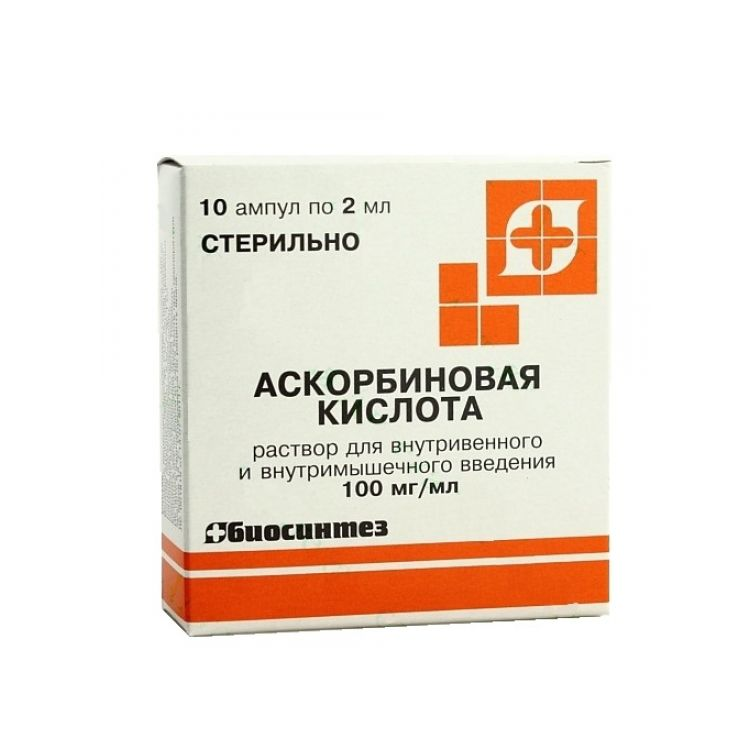 10 ампул по 2 мл
СТЕРИЛЬНО
АСКОРБИНОВАЯ
КИСЛОТА
раствор для внутривенного
и внутримышечного введения
100 мг/мл
биосинтез